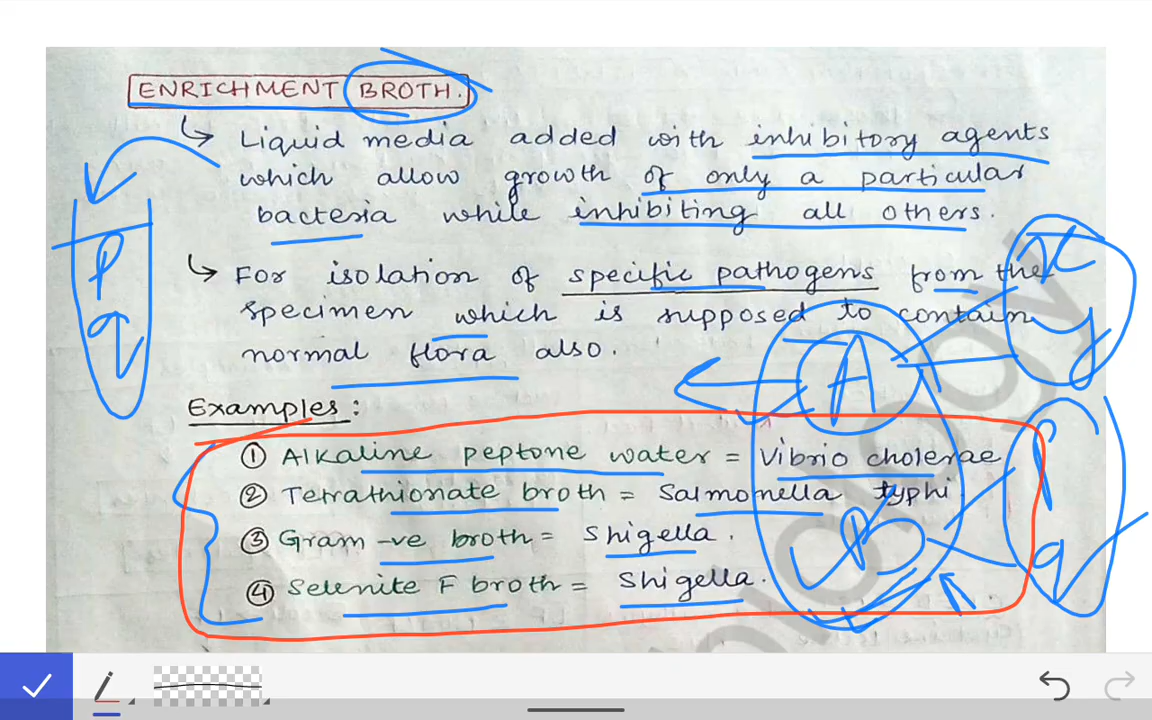 ENRICHMENT BROTH.
↳ Liquid media added with inhibitory agents
which allow growth of only a particular
bacteria while inhibiting all others.
↳ For isolation of specific pathogens from the
specimen which is supposed to contain
normal flora also.
Examples:
① Alkaline peptone water = Vibrio cholerae
② Tetrathionate broth = Salmonella typhi
③ Gram -ve broth = Shigella.
④ Selenite F broth = Shigella.
P
q
x
y
A
B
P
q